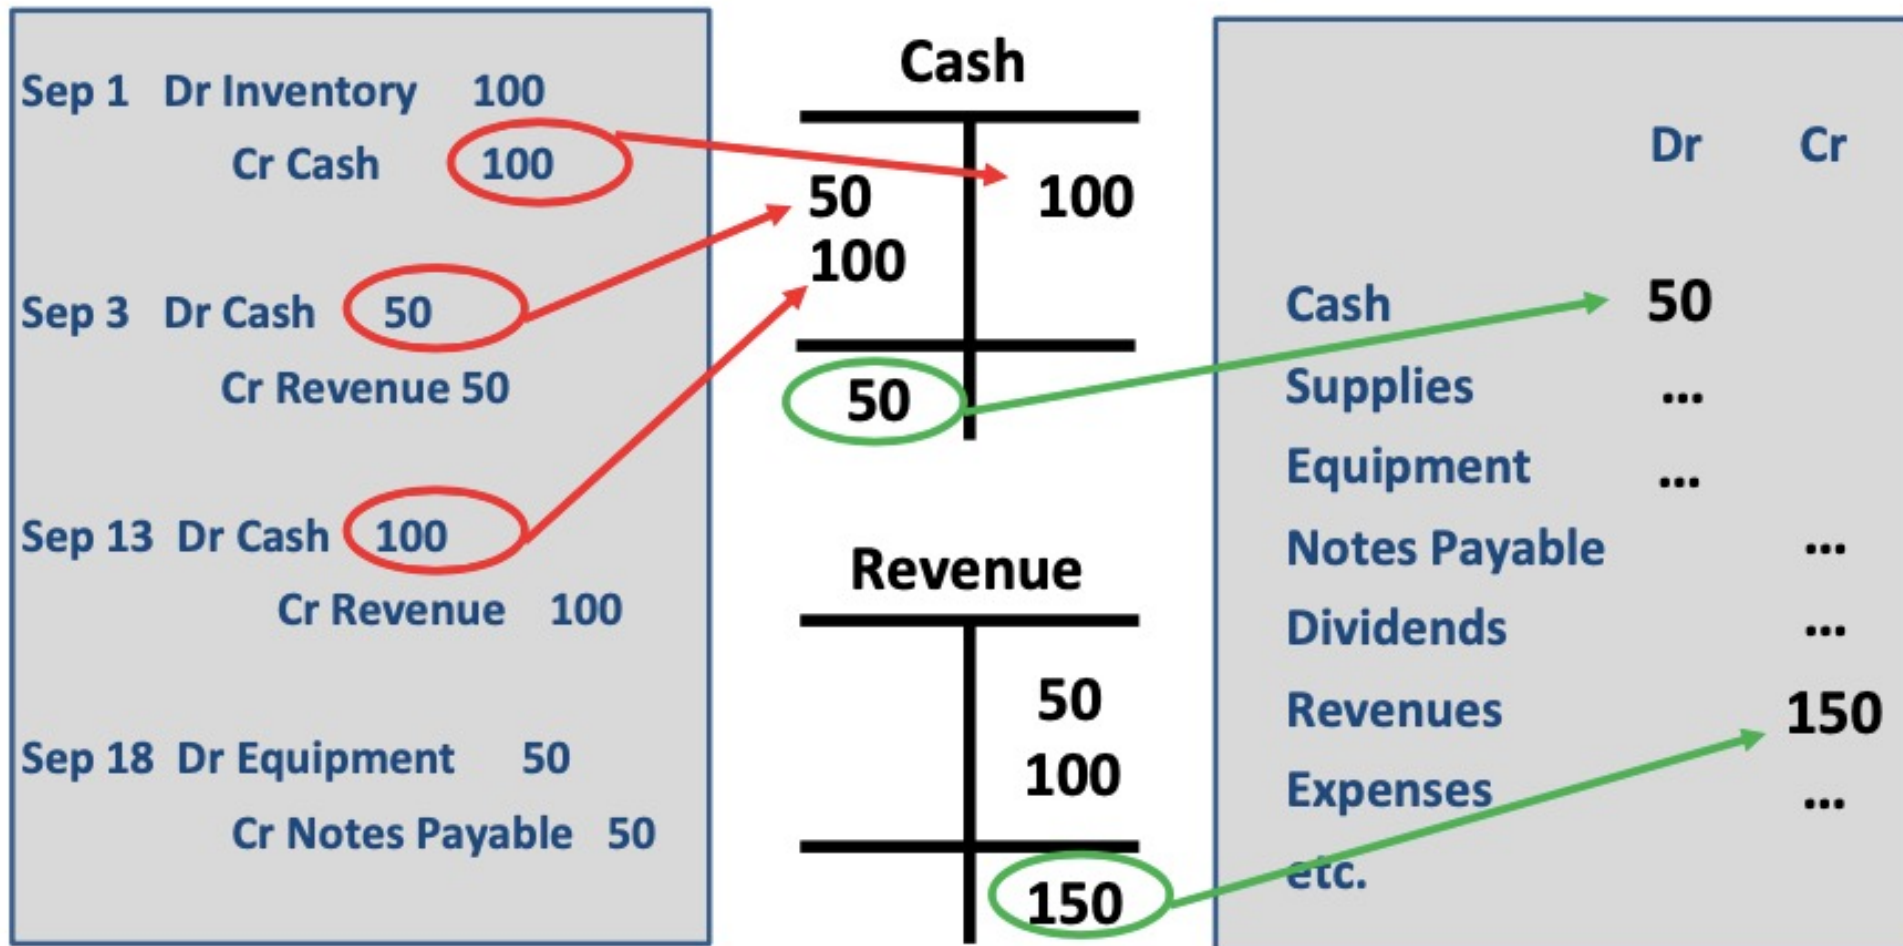 Sep 1 Dr Inventory 100
Cr Cash 100
Sep 3 Dr Cash 50
Cr Revenue 50
Sep 13 Dr Cash 100
Cr Revenue 100
Sep 18 Dr Equipment 50
Cr Notes Payable 50
Cash
50 100
100
50
Revenue
50
100
150
Dr Cr
Cash 50
Supplies ...
Equipment ...
Notes Payable ...
Dividends ...
Revenues 150
Expenses ...
etc.